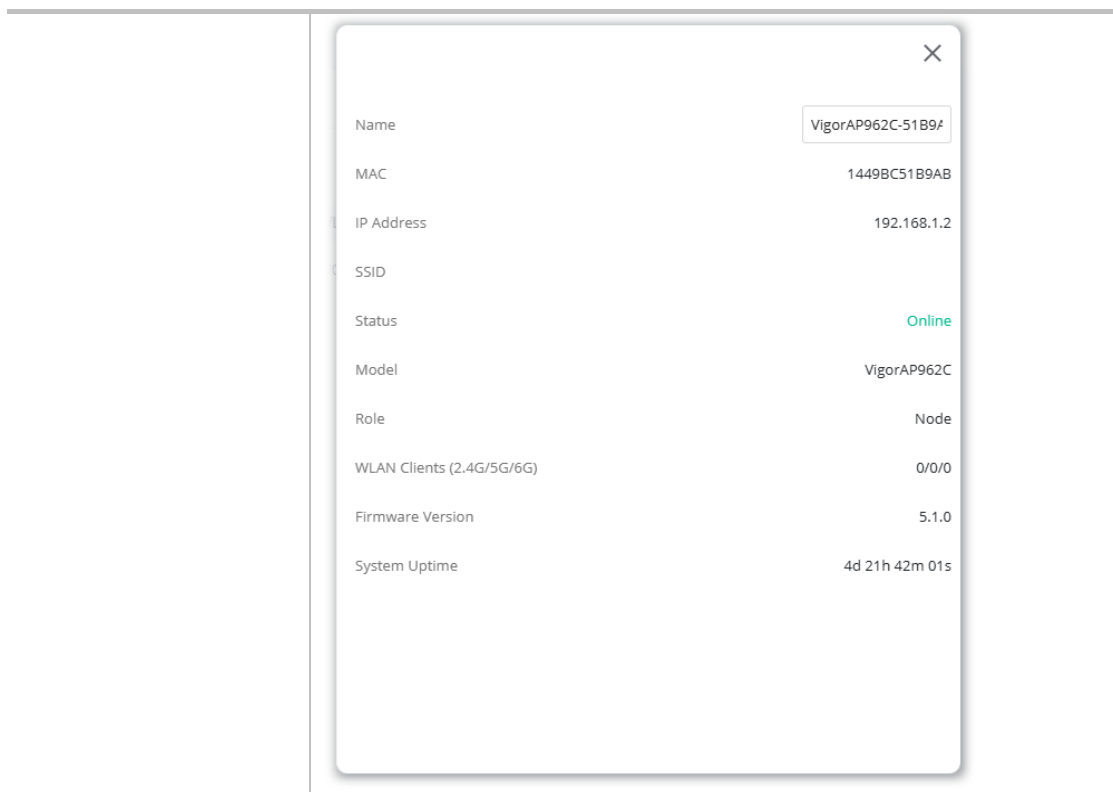 Name VigorAP962C-51B9A
MAC 1449BC51B9AB
IP Address 192.168.1.2
SSID
Status Online
Model VigorAP962C
Role Node
WLAN Clients (2.4G/5G/6G) 0/0/0
Firmware Version 5.1.0
System Uptime 4d 21h 42m 01s